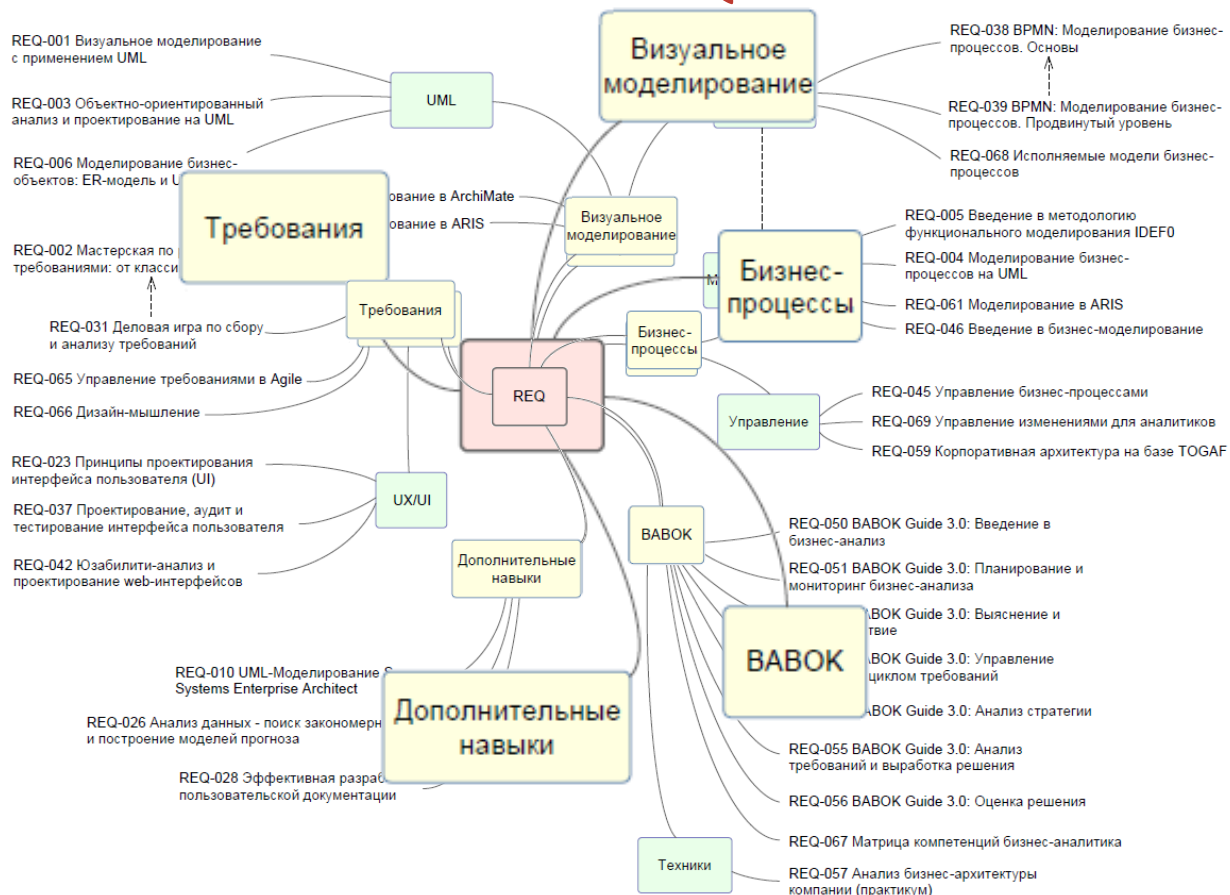 REQ-001 Визуальное моделирование
с применением UML
REQ-003 Объектно-ориентированный
анализ и проектирование на UML
REQ-006 Моделирование бизнес-
объектов: ER-модель и
UML
Визуальное
моделирование
REQ-038 BPMN: Моделирование бизнес-
процессов. Основы
REQ-039 BPMN: Моделирование бизнес-
процессов. Продвинутый уровень
REQ-068 Исполняемые модели бизнес-
процессов
в ArchiMate
в ARIS
Визуальное
моделирование
Требования
REQ-002 Мастерская по
требованиями: от
Требования
REQ-031 Деловая игра по сбору
и анализу требований
REQ-065 Управление требованиями в Agile
REQ-066 Дизайн-мышление
Бизнес-
процессы
REQ-005 Введение в методологию
функционального моделирования IDEF0
REQ-004 Моделирование бизнес-
процессов на UML
REQ-061 Моделирование в ARIS
REQ-046 Введение в бизнес-моделирование
Бизнес-
процессы
REQ
Управление
REQ-045 Управление бизнес-процессами
REQ-069 Управление изменениями для аналитиков
REQ-059 Корпоративная архитектура на базе TOGAF
REQ-023 Принципы проектирования
интерфейса пользователя (UI)
REQ-037 Проектирование, аудит и
тестирование интерфейса пользователя
REQ-042 Юзабилити-анализ и
проектирование web-интерфейсов
UX/UI
Дополнительные
навыки
BABOK
REQ-050 BABOK Guide 3.0: Введение в
бизнес-анализ
REQ-051 BABOK Guide 3.0: Планирование и
мониторинг бизнес-анализа
Guide 3.0: Выяснение и
Guide 3.0: Управление
циклом требований
Guide 3.0: Анализ стратегии
BABOK
REQ-055 BABOK Guide 3.0: Анализ
требований и выработка решения
REQ-056 BABOK Guide 3.0: Оценка решения
REQ-067 Матрица компетенций бизнес-аналитика
REQ-057 Анализ бизнес-архитектуры
компании (практикум)
Техники
REQ-010 UML-Моделирование
Systems Enterprise Architect
REQ-026 Анализ данных - поиск
и построение моделей прогноза
REQ-028 Эффективная
пользовательской документации
Дополнительные
навыки